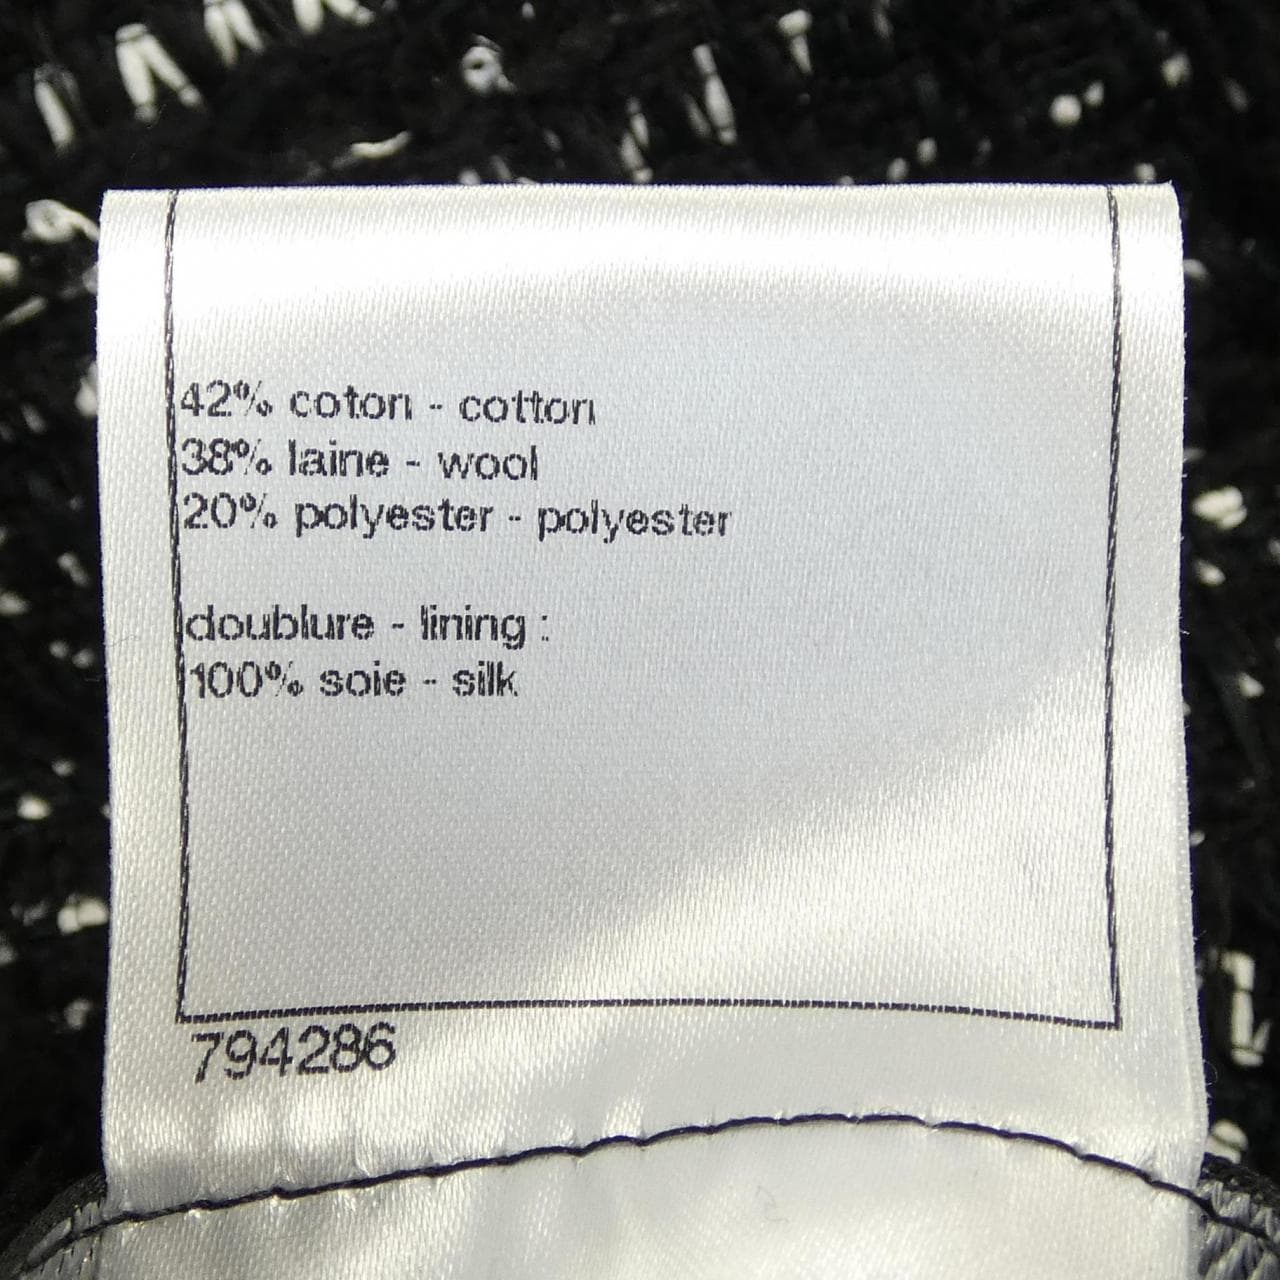 42% coton - cotton
38% laine - wool
20% polyester - polyester
doublure - lining :
100% soie - silk
794286